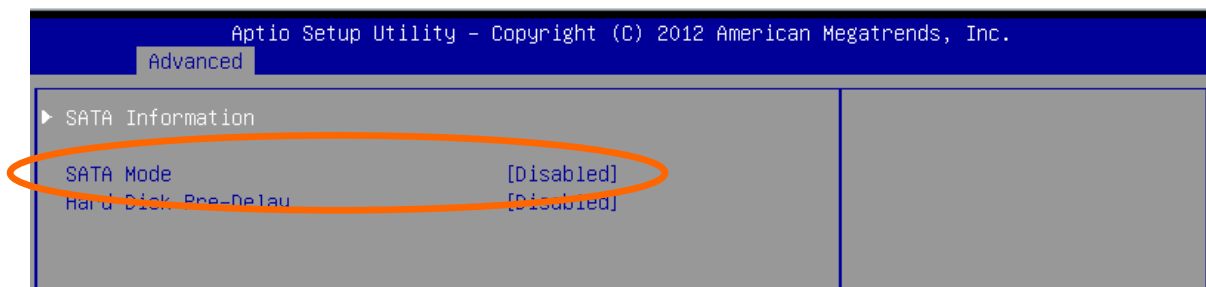 Aptio Setup Utility – Copyright (C) 2012 American Megatrends, Inc.
Advanced
▶ SATA Information
SATA Mode [Disabled]
Hard Disk Pre-Delay [Disabled]